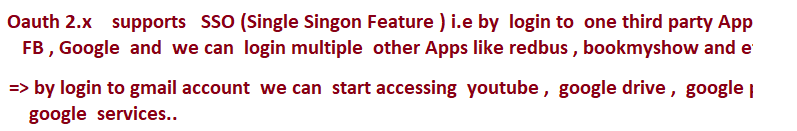 Oauth 2.x supports SSO (Single Singon Feature ) i.e by login to one third party App
FB , Google and we can login multiple other Apps like redbus , bookmyshow and
=> by login to gmail account we can start accessing youtube , google drive , google
google services..